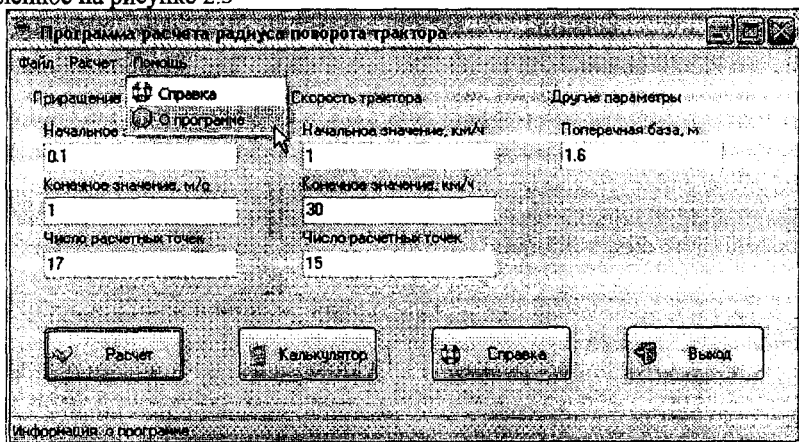 на рисунке 2.3
Программа расчета радиуса поворота трактора
Файл Расчет Помощь
Справка
О программе
Приращение Скорость трактора Другие параметры
Начальное Начальное значение, км/ч Поперечная база, м
0.1 1 1.6
Конечное значение, м/с Конечное значение, км/ч
1 30
Число расчетных точек Число расчетных точек
17 15
Расчет Калькулятор Справка Выход
Информация о программе